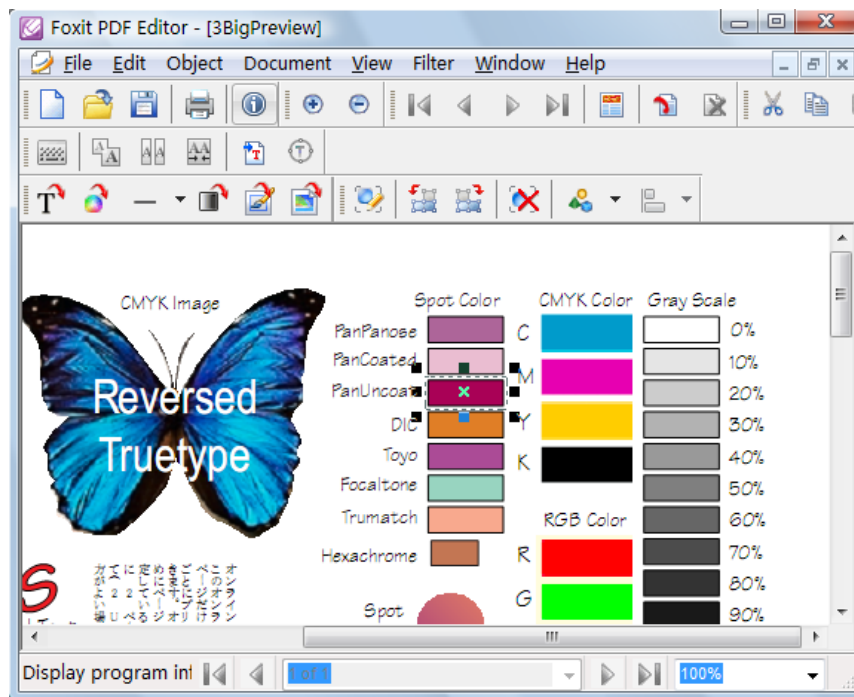 Foxit PDF Editor - [3BigPreview]
File Edit Object Document View Filter Window Help
CMYK Image
Reversed
Truetype
Spot Color
PanPanose
PanCoated
PanUncoat
DIC
Toyo
Focaltone
Trumatch
Hexachrome
Spot
CMYK Color
C
M
Y
K
RGB Color
R
G
Gray Scale
0%
10%
20%
30%
40%
50%
60%
70%
80%
90%
S
Display program inf
1 of 1
100%